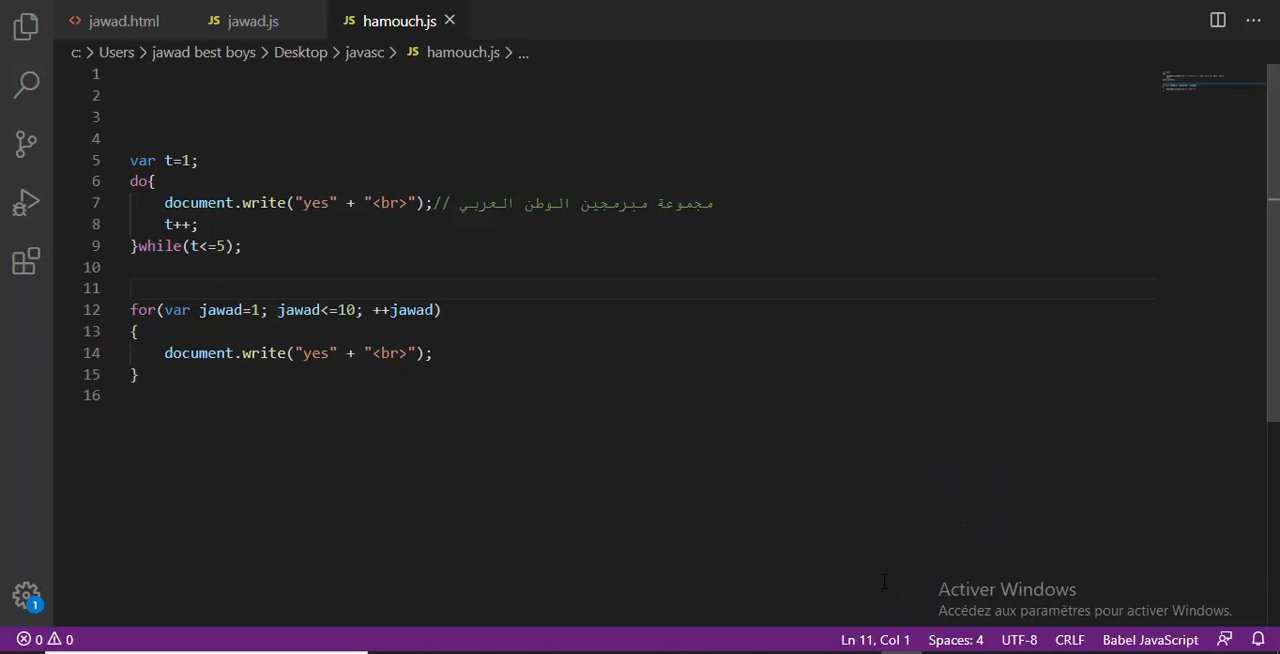 jawad.html JS jawad.js JS hamouch.js
c: > Users > jawad best boys > Desktop > javasc > JS hamouch.js > ...
1
2
3
4
5 var t=1;
6 do{
7 document.write("yes" + "<br>");// مجموعة مبرمجين الوطن العربي
8 t++;
9 }while(t<=5);
10
11
12 for(var jawad=1; jawad<=10; ++jawad)
13 {
14 document.write("yes" + "<br>");
15 }
16
Activer Windows
Accédez aux paramètres pour activer Windows.
1
0 0 Ln 11, Col 1 Spaces: 4 UTF-8 CRLF Babel JavaScript